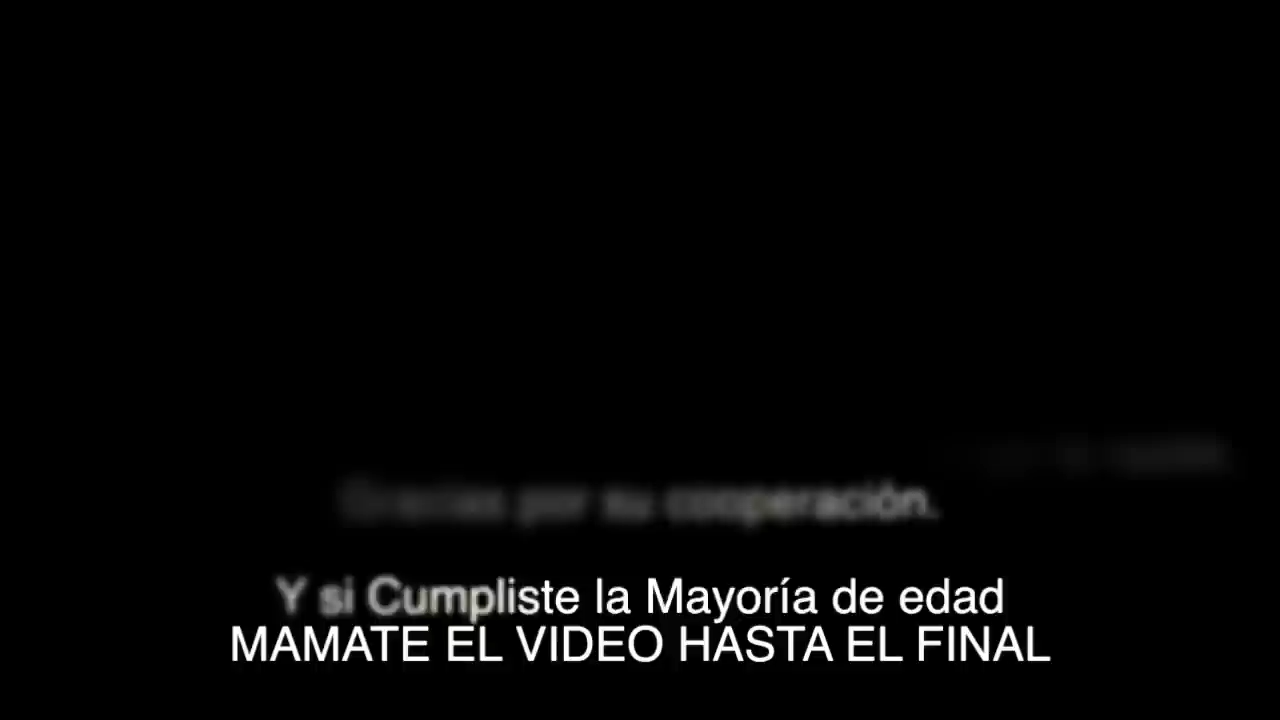 Gracias por su cooperación.
Y si Cumpliste la Mayoría de edad
MAMATE EL VIDEO HASTA EL FINAL